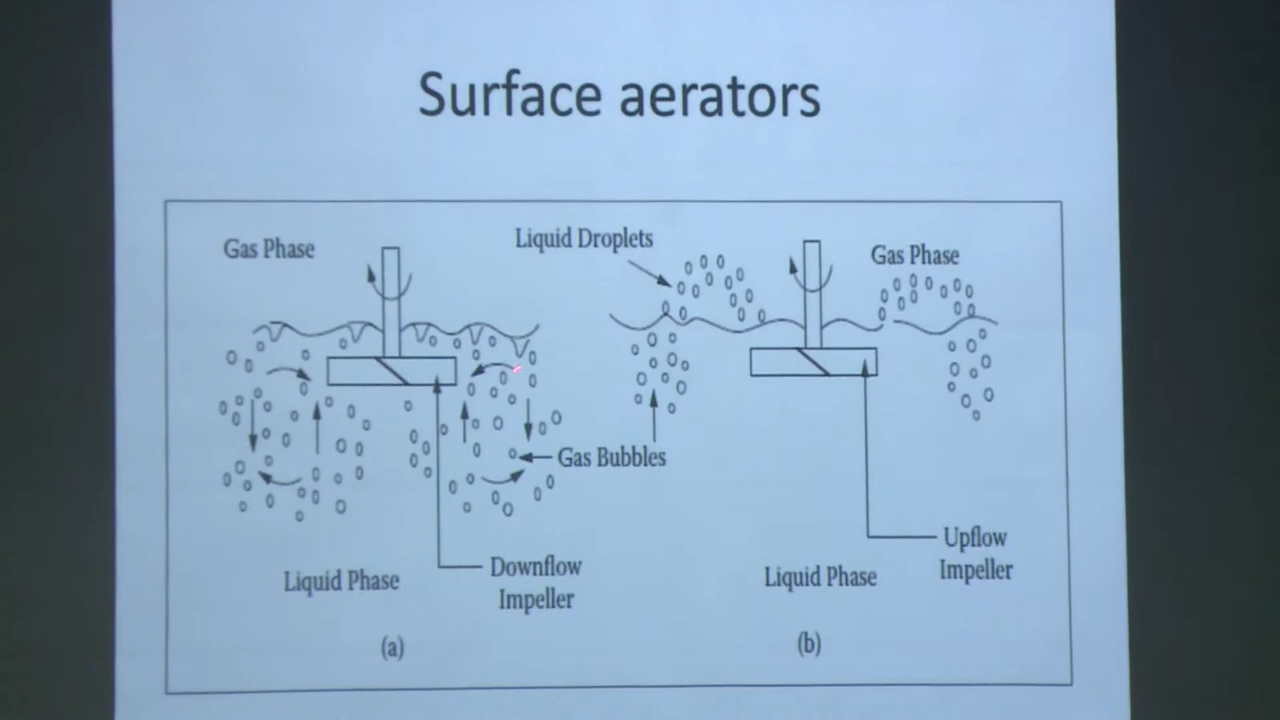 Surface aerators
Gas Phase
Liquid Droplets
Gas Phase
Gas Bubbles
Downflow
Impeller
Liquid Phase
Upflow
Impeller
Liquid Phase
(a)
(b)